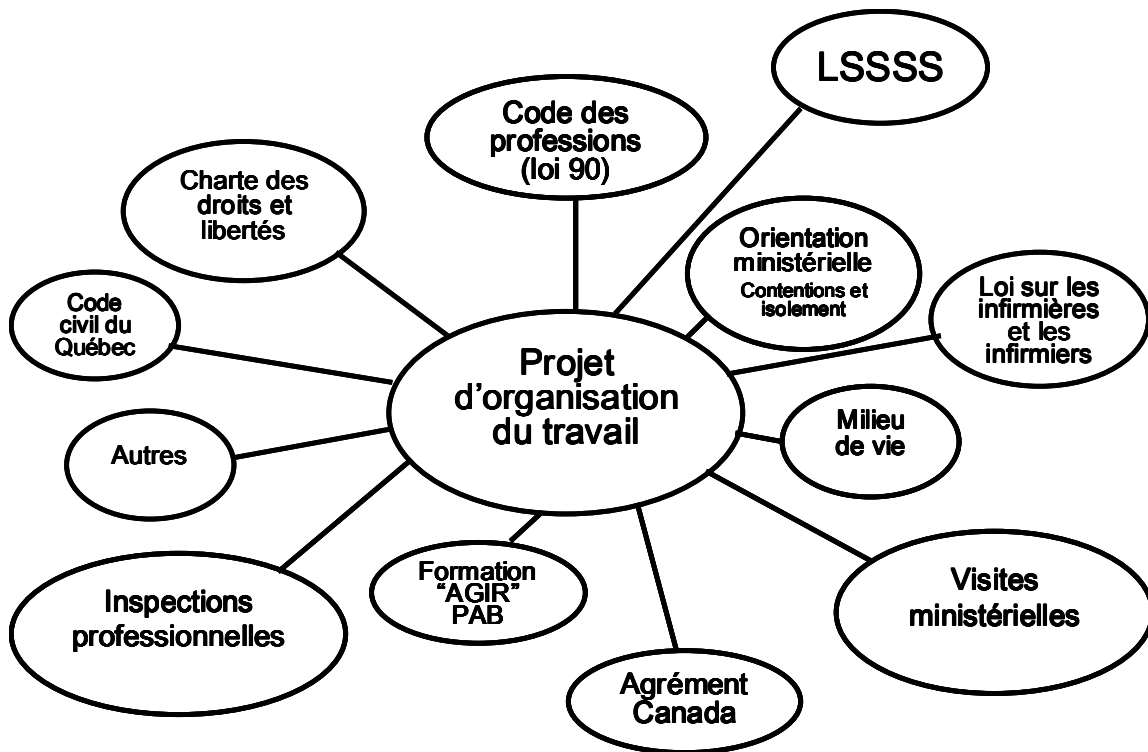 LSSSS
Code des
professions
(loi 90)
Charte des
droits et
libertés
Orientation
ministérielle
Contentions et
isolement
Loi sur les
infirmières
et les
infirmiers
Code
civil du
Québec
Projet
d'organisation
du travail
Milieu
de vie
Autres
Formation
“AGIR”
PAB
Visites
ministérielles
Inspections
professionnelles
Agrément
Canada